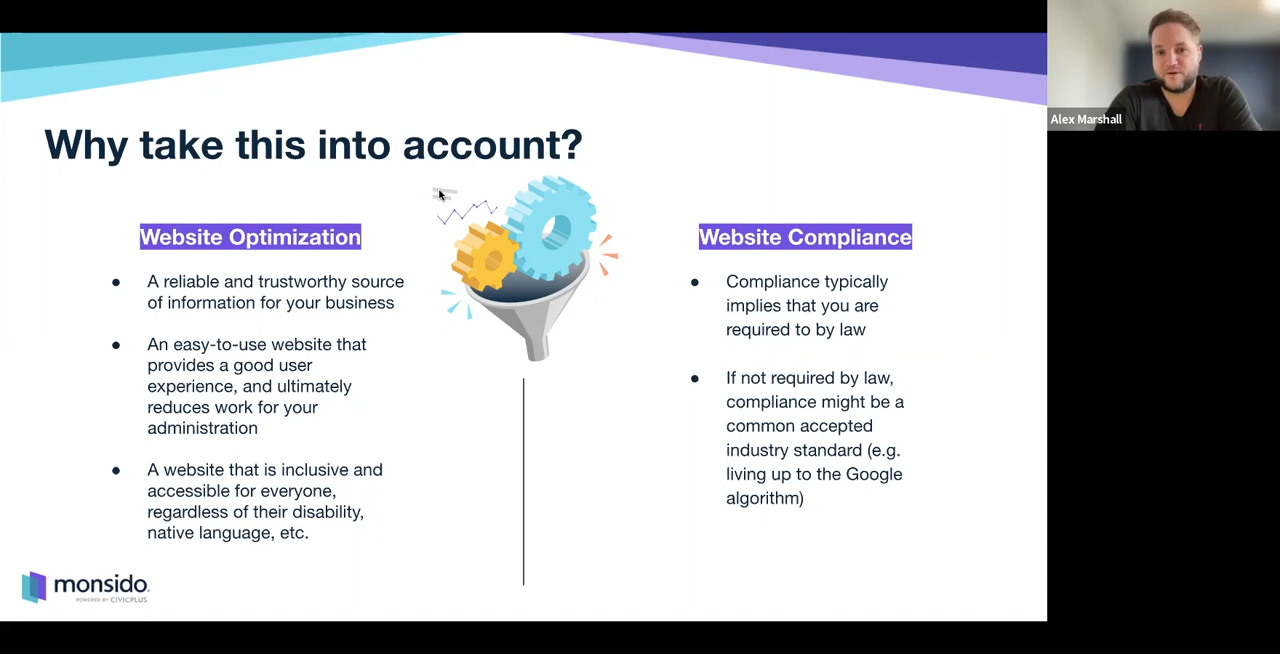 Why take this into account?
Website Optimization
● A reliable and trustworthy source
of information for your business
● An easy-to-use website that
provides a good user
experience, and ultimately
reduces work for your
administration
● A website that is inclusive and
accessible for everyone,
regardless of their disability,
native language, etc.
Website Compliance
● Compliance typically
implies that you are
required to by law
● If not required by law,
compliance might be a
common accepted
industry standard (e.g.
living up to the Google
algorithm)
monsido
POWERED BY CIVICPLUS
Alex Marshall